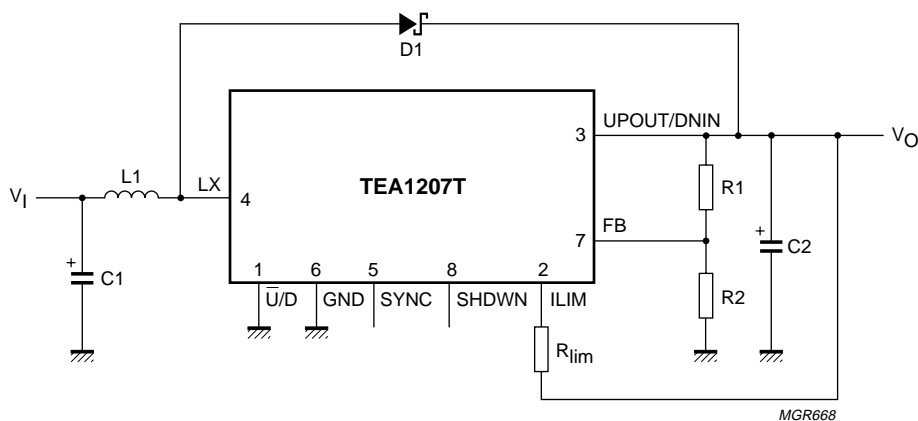 D1
UPOUT/DNIN
3
V_O
L1
V_I
LX
4
TEA1207T
R1
FB
7
+
C1
+
C2
1
6
5
8
2
U̅/D
GND
SYNC
SHDWN
ILIM
R2
R_lim
MGR668